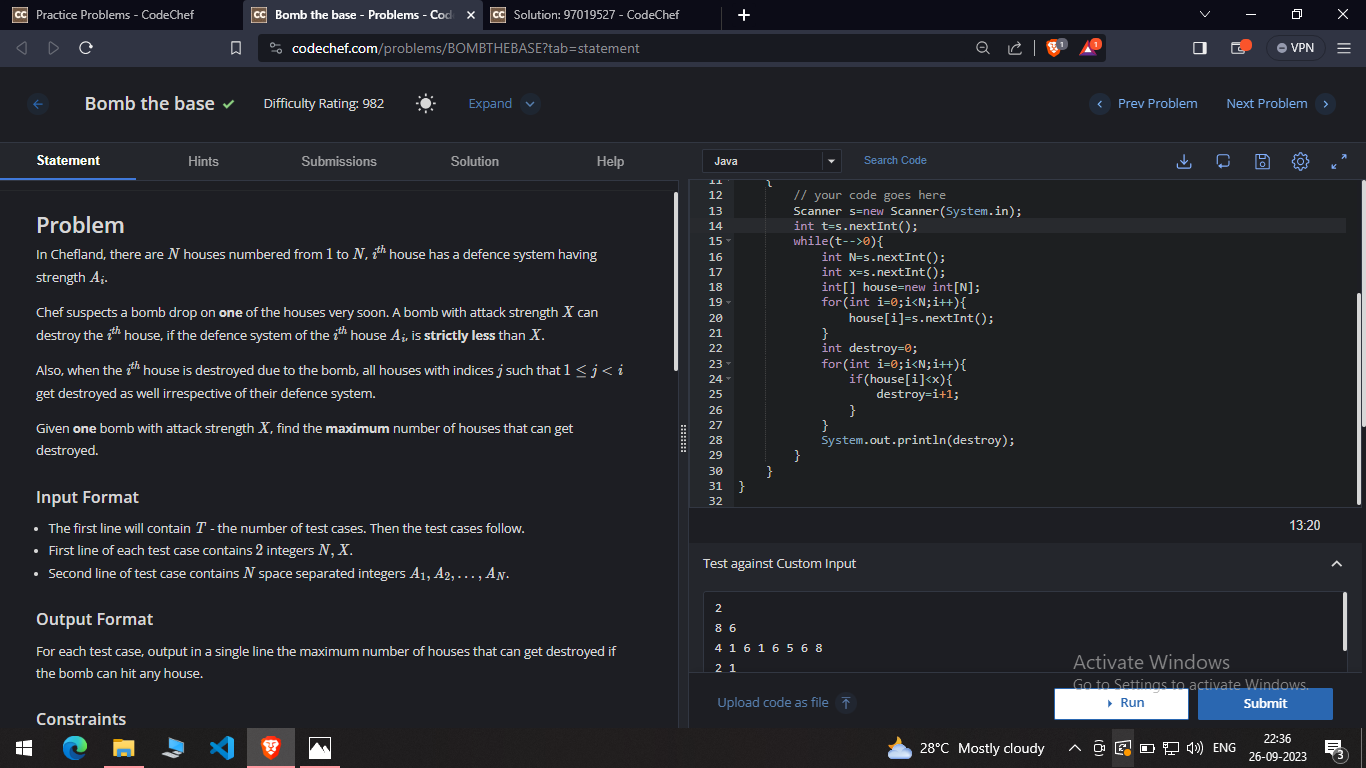 Practice Problems - CodeChef
Bomb the base - Problems - Cod
Solution: 97019527 - CodeChef
codechef.com/problems/BOMBTHEBASE?tab=statement
1
1
VPN
Bomb the base
Difficulty Rating: 982
Expand
Prev Problem
Next Problem
Statement
Hints
Submissions
Solution
Help
Problem
In Chefland, there are N houses numbered from 1 to N, i^th house has a defence system having
strength A_i.
Chef suspects a bomb drop on one of the houses very soon. A bomb with attack strength X can
destroy the i^th house, if the defence system of the i^th house A_i, is strictly less than X.
Also, when the i^th house is destroyed due to the bomb, all houses with indices j such that 1 ≤ j < i
get destroyed as well irrespective of their defence system.
Given one bomb with attack strength X, find the maximum number of houses that can get
destroyed.
Input Format
• The first line will contain T - the number of test cases. Then the test cases follow.
• First line of each test case contains 2 integers N, X.
• Second line of test case contains N space separated integers A_1, A_2, . . . , A_N.
Output Format
For each test case, output in a single line the maximum number of houses that can get destroyed if
the bomb can hit any house.
Constraints
Java
Search Code
11 {
12 // your code goes here
13 Scanner s=new Scanner(System.in);
14 int t=s.nextInt();
15 while(t-->0){
16 int N=s.nextInt();
17 int x=s.nextInt();
18 int[] house=new int[N];
19 for(int i=0;i<N;i++){
20 house[i]=s.nextInt();
21 }
22 int destroy=0;
23 for(int i=0;i<N;i++){
24 if(house[i]<x){
25 destroy=i+1;
26 }
27 }
28 System.out.println(destroy);
29 }
30 }
31 }
32
13:20
Test against Custom Input
2
8 6
4 1 6 1 6 5 6 8
2 1
Activate Windows
Go to Settings to activate Windows.
Upload code as file
Run
Submit
28°C Mostly cloudy
ENG
22:36
26-09-2023
3